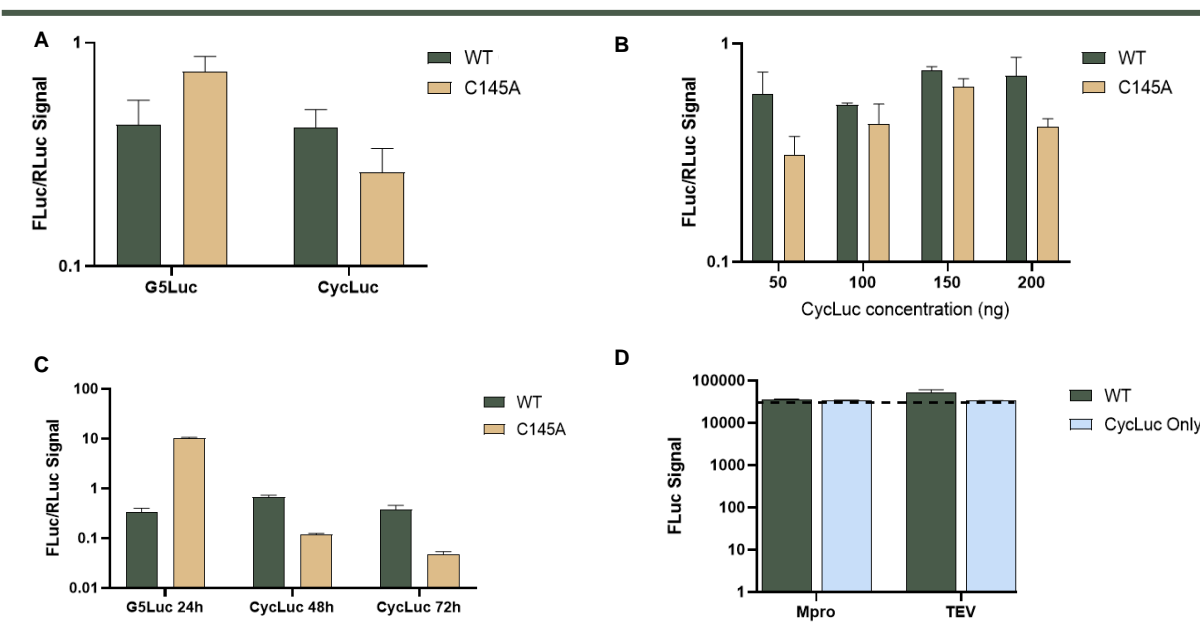 A
1
0.1
FLuc/RLuc Signal
G5Luc
CycLuc
WT
C145A
B
1
0.1
FLuc/RLuc Signal
50
100
150
200
CycLuc concentration (ng)
WT
C145A
C
100
10
1
0.1
0.01
FLuc/RLuc Signal
G5Luc 24h
CycLuc 48h
CycLuc 72h
WT
C145A
D
100000
10000
1000
100
10
1
FLuc Signal
Mpro
TEV
WT
CycLuc Only